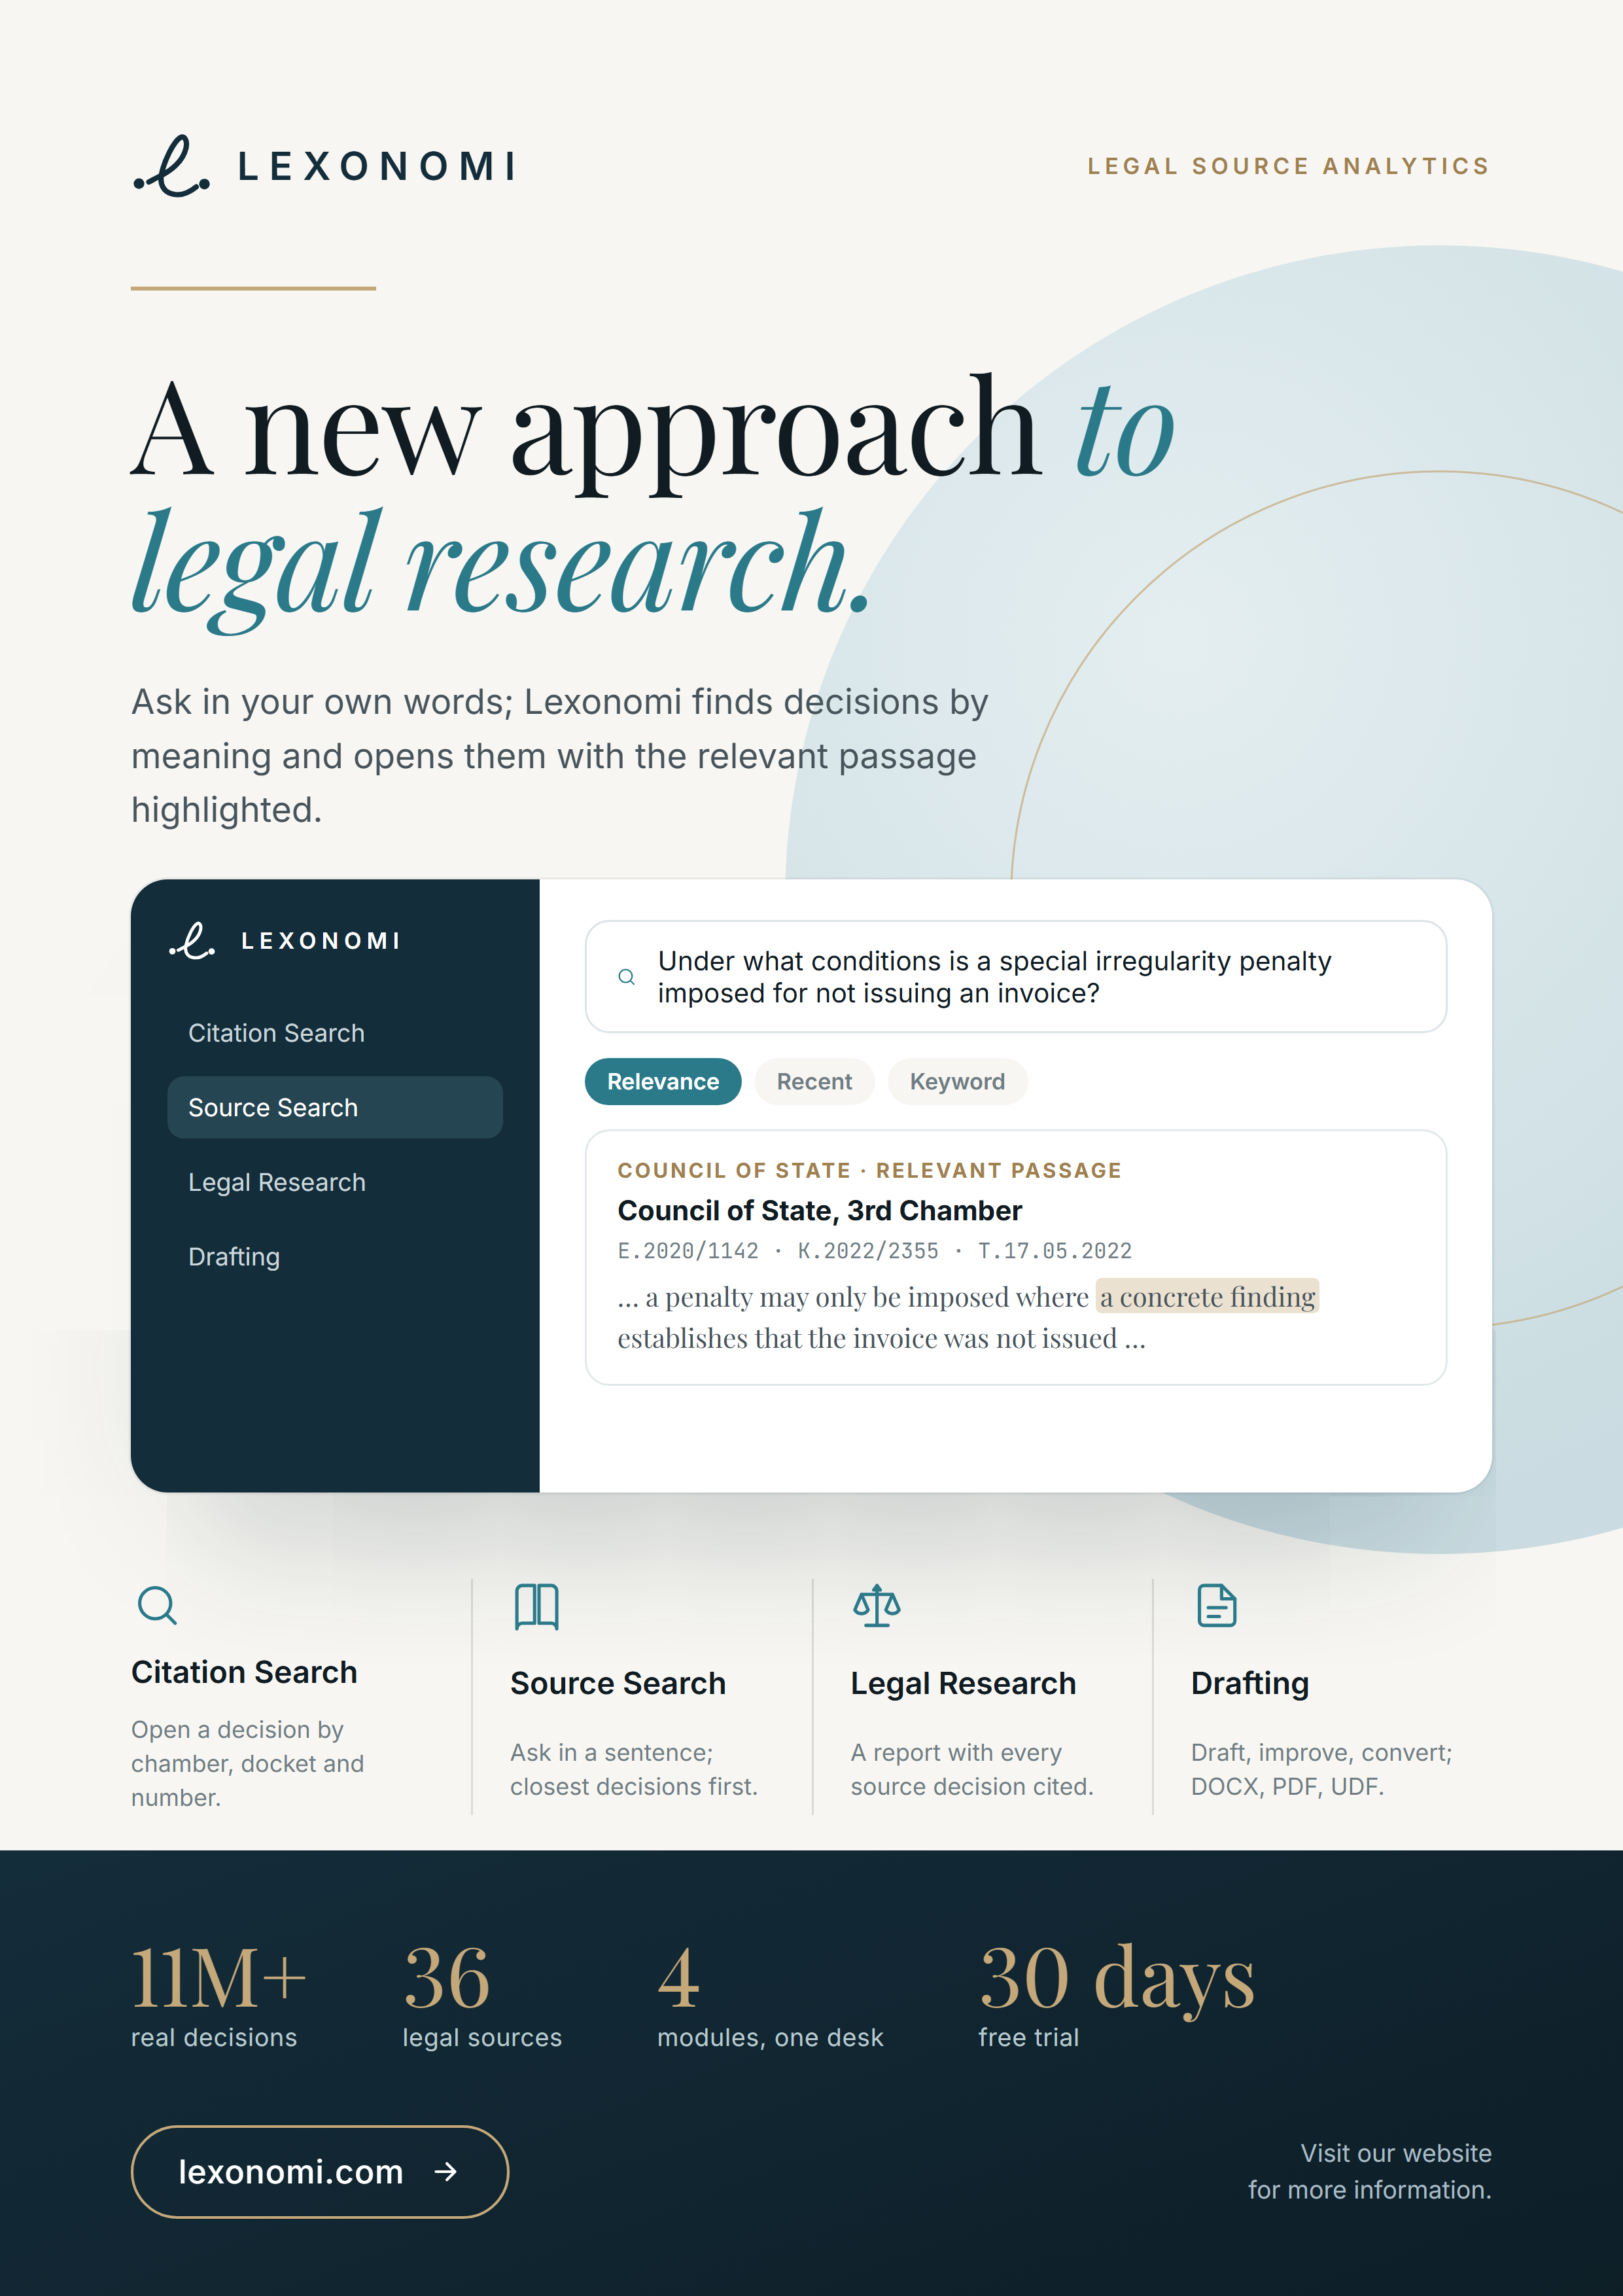 LEXONOMI
LEGAL SOURCE ANALYTICS
A new approach to
legal research.
Ask in your own words; Lexonomi finds decisions by
meaning and opens them with the relevant passage
highlighted.
LEXONOMI
Citation Search
Source Search
Legal Research
Drafting
Under what conditions is a special irregularity penalty
imposed for not issuing an invoice?
Relevance
Recent
Keyword
COUNCIL OF STATE · RELEVANT PASSAGE
Council of State, 3rd Chamber
E.2020/1142 · K.2022/2355 · T.17.05.2022
… a penalty may only be imposed where a concrete finding
establishes that the invoice was not issued …
Citation Search
Open a decision by
chamber, docket and
number.
Source Search
Ask in a sentence;
closest decisions first.
Legal Research
A report with every
source decision cited.
Drafting
Draft, improve, convert;
DOCX, PDF, UDF.
11M+
real decisions
36
legal sources
4
modules, one desk
30 days
free trial
lexonomi.com →
Visit our website
for more information.